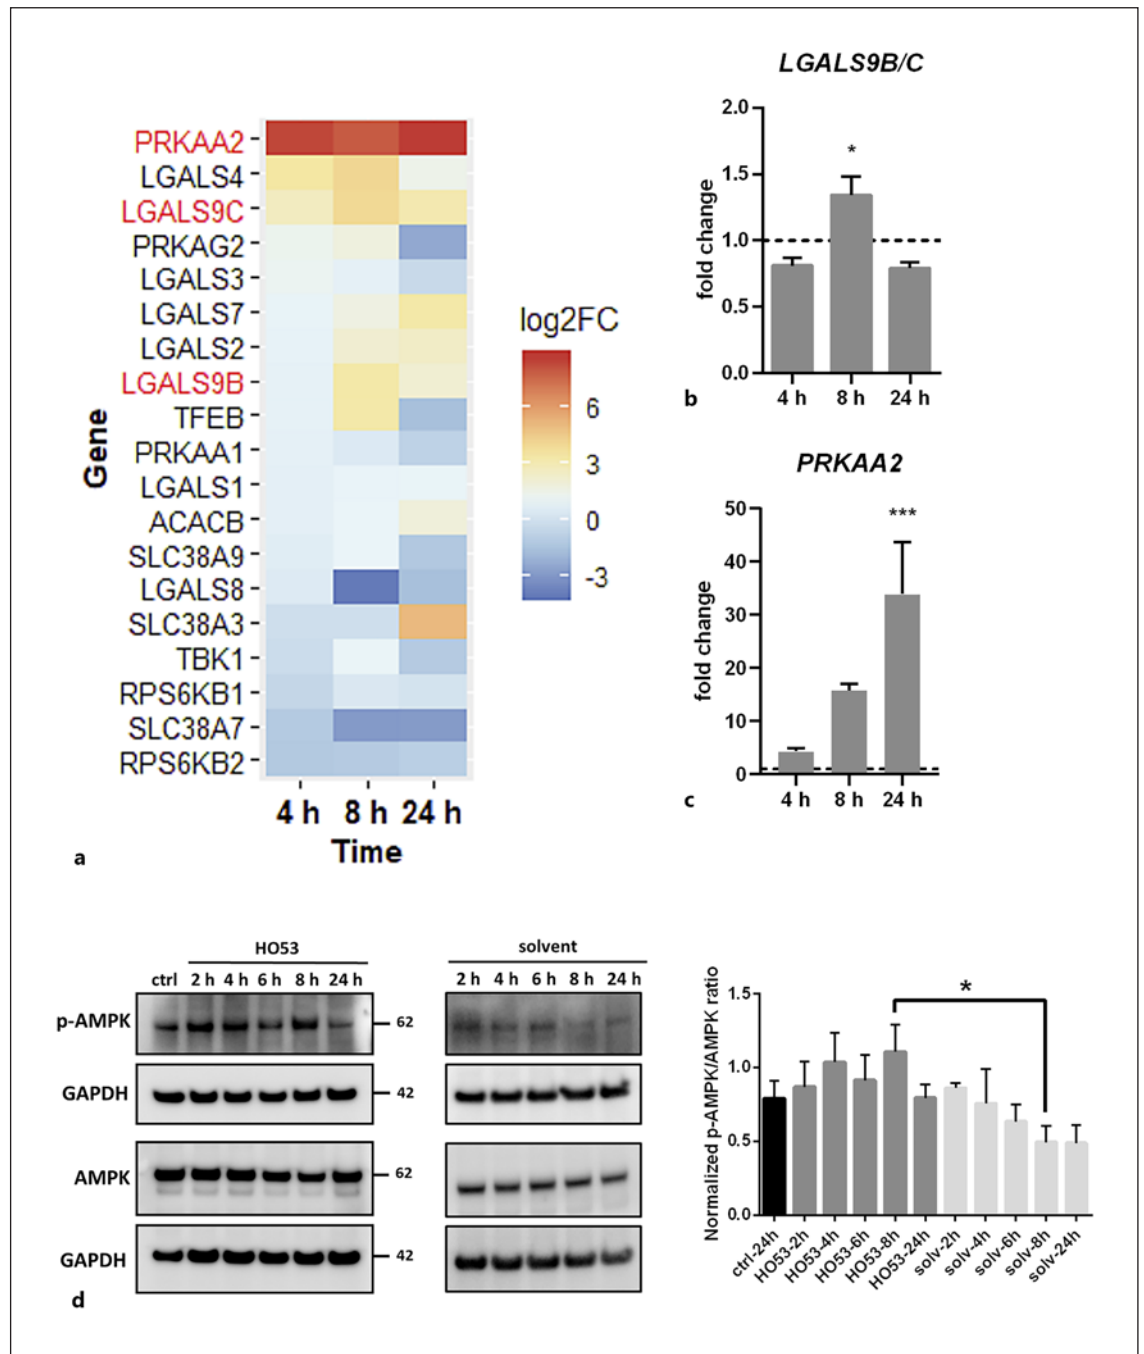 PRKAA2
LGALS4
LGALS9C
PRKAG2
LGALS3
LGALS7
LGALS2
LGALS9B
TFEB
PRKAA1
LGALS1
ACACB
SLC38A9
LGALS8
SLC38A3
TBK1
RPS6KB1
SLC38A7
RPS6KB2
Gene
4 h 8 h 24 h
Time
log2FC
6
3
0
-3
a
LGALS9B/C
fold change
2.0
1.5
1.0
0.5
0.0
*
4 h 8 h 24 h
b
PRKAA2
fold change
50
40
30
20
10
0
***
4 h 8 h 24 h
c
HO53
ctrl 2 h 4 h 6 h 8 h 24 h
solvent
2 h 4 h 6 h 8 h 24 h
p-AMPK 62
GAPDH 42
AMPK 62
GAPDH 42
Normalized p-AMPK/AMPK ratio
1.5
1.0
0.5
0.0
*
ctrl-24h
HO53-2h
HO53-4h
HO53-6h
HO53-8h
HO53-24h
solv-2h
solv-4h
solv-6h
solv-8h
solv-24h
d